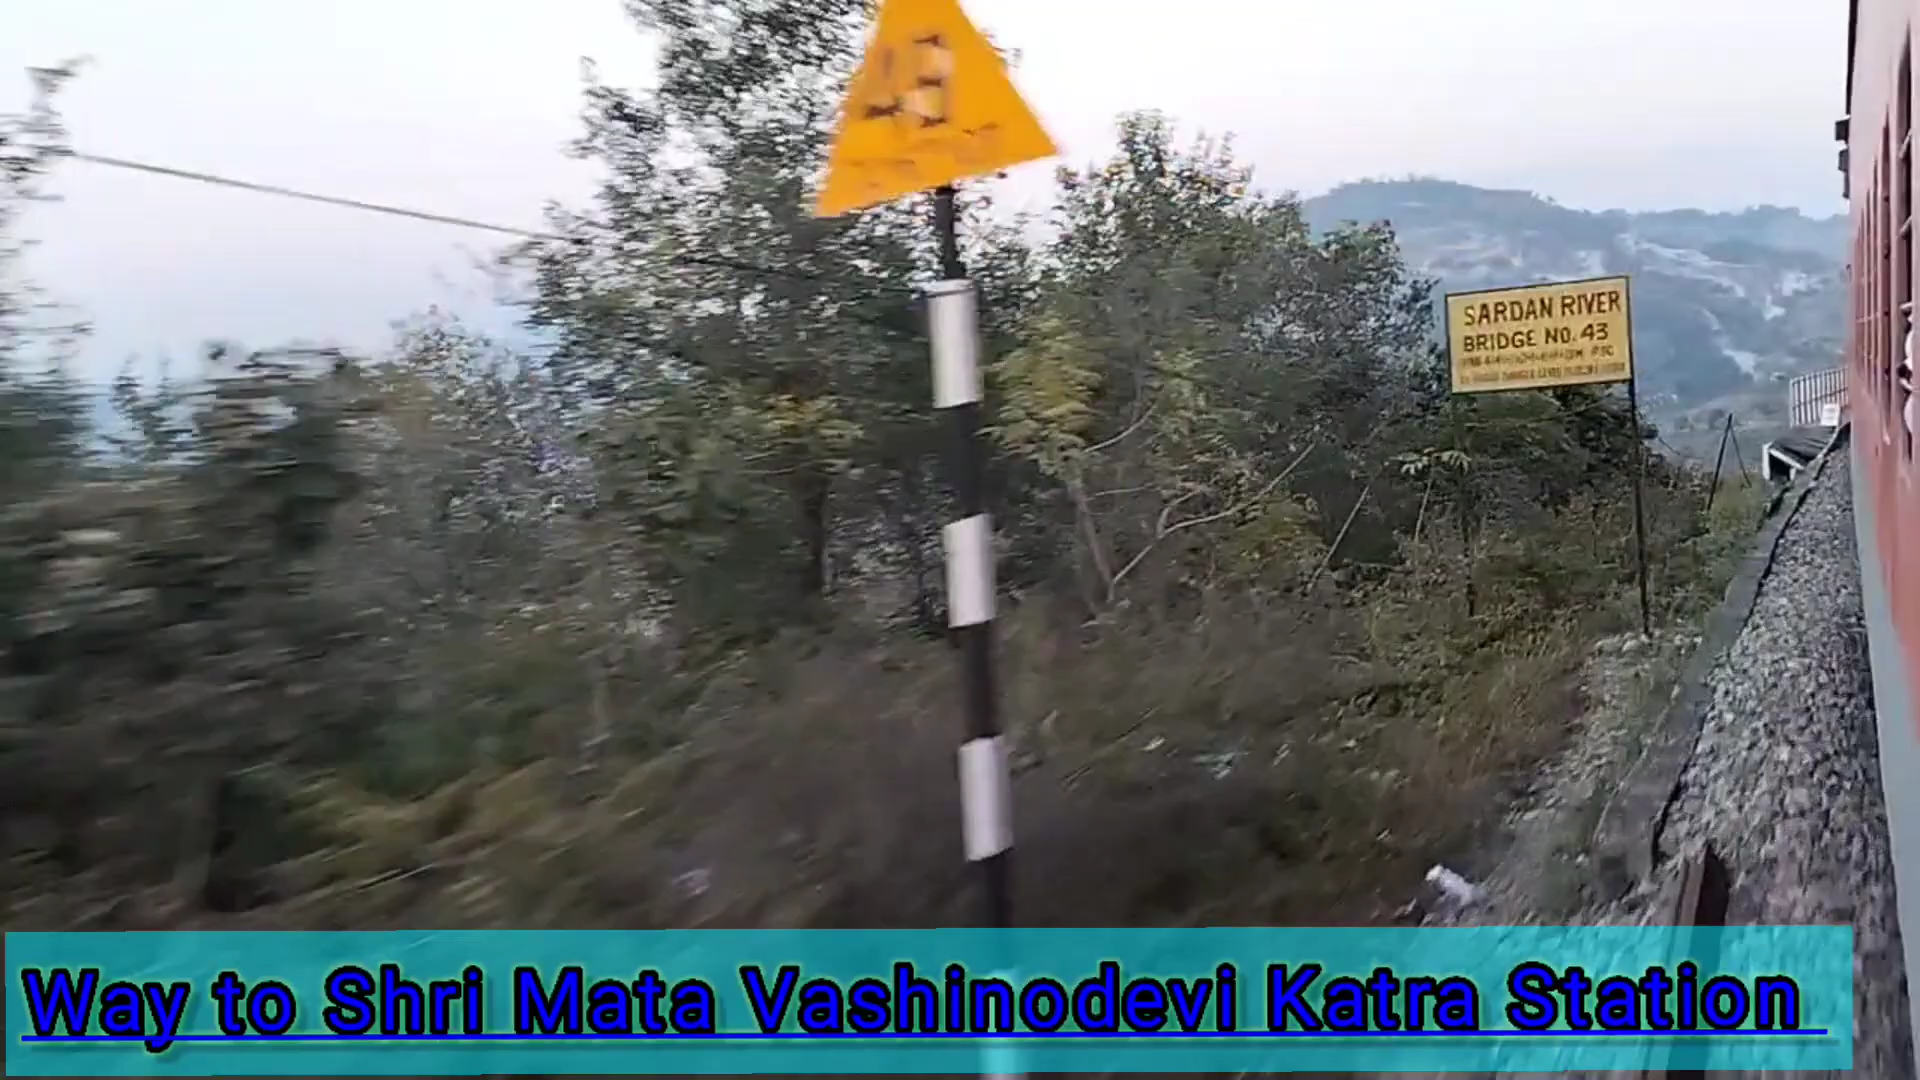 SARDAN RIVER
BRIDGE NO. 43
Way to Shri Mata Vashinodevi Katra Station